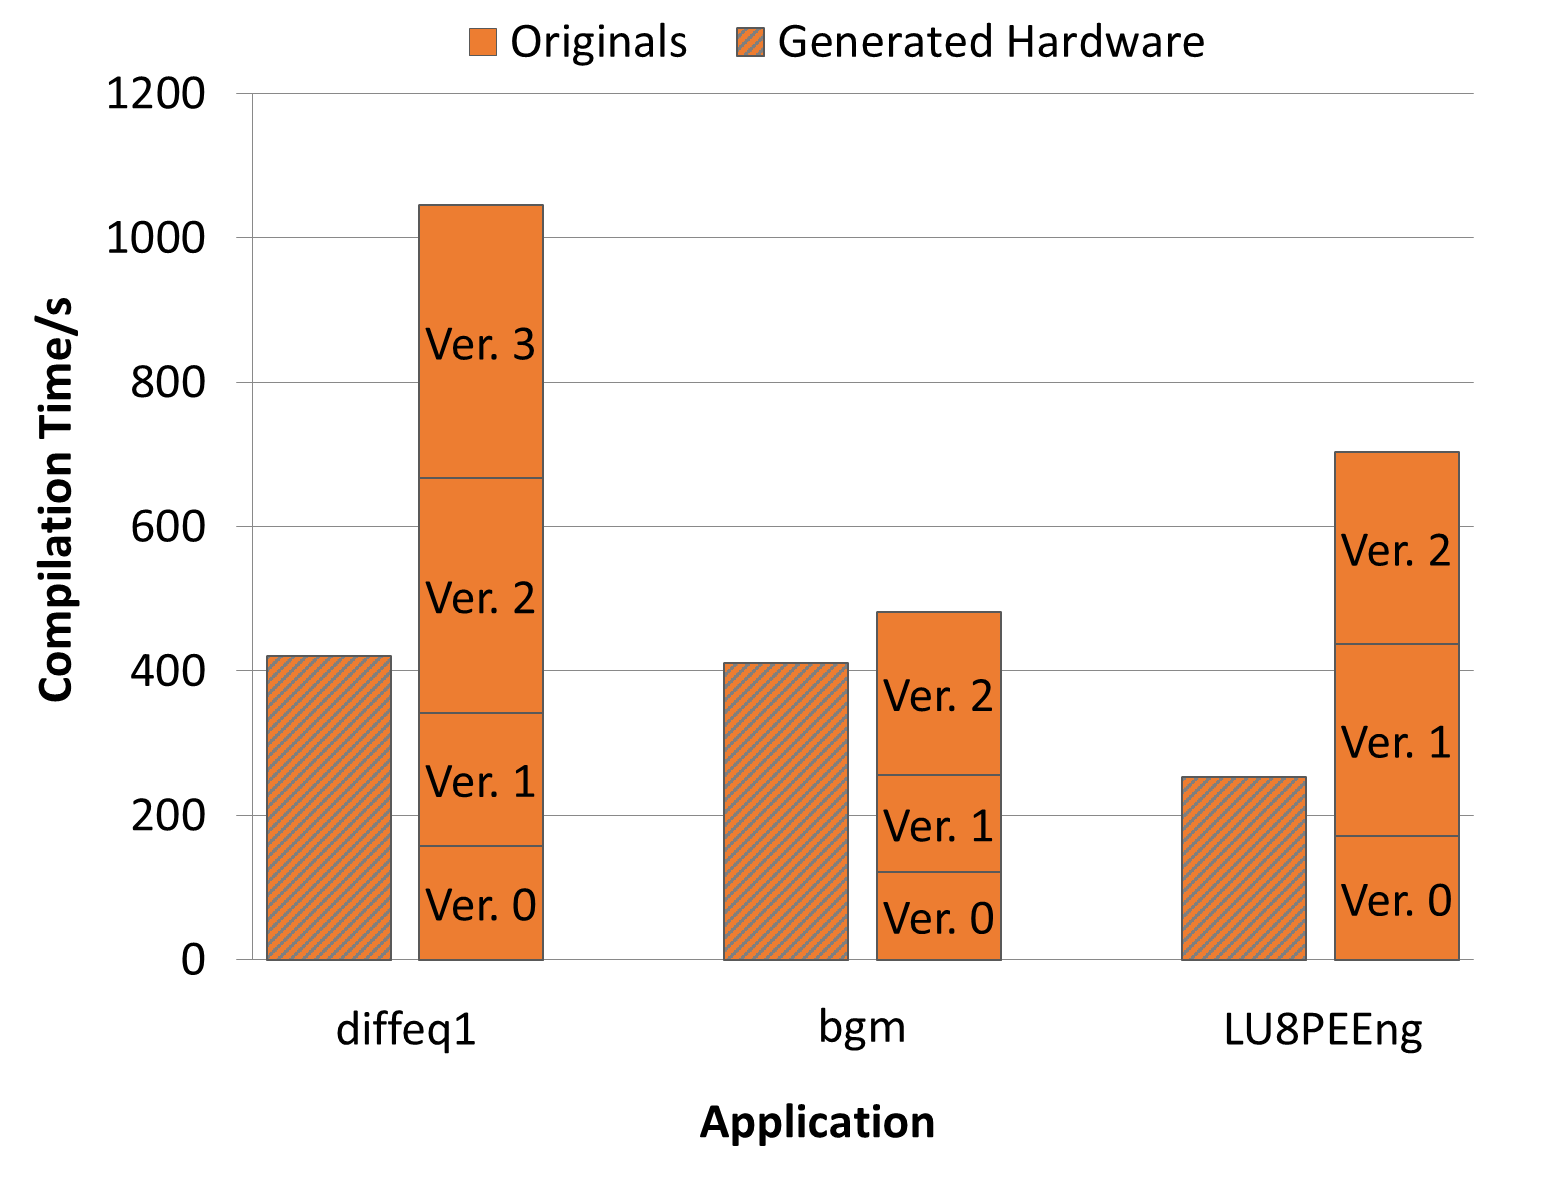 Originals Generated Hardware
1200
1000
800
600
400
200
0
Compilation Time/s
Ver. 3
Ver. 2
Ver. 1
Ver. 0
Ver. 2
Ver. 1
Ver. 0
Ver. 2
Ver. 1
Ver. 0
diffeq1 bgm LU8PEEng
Application